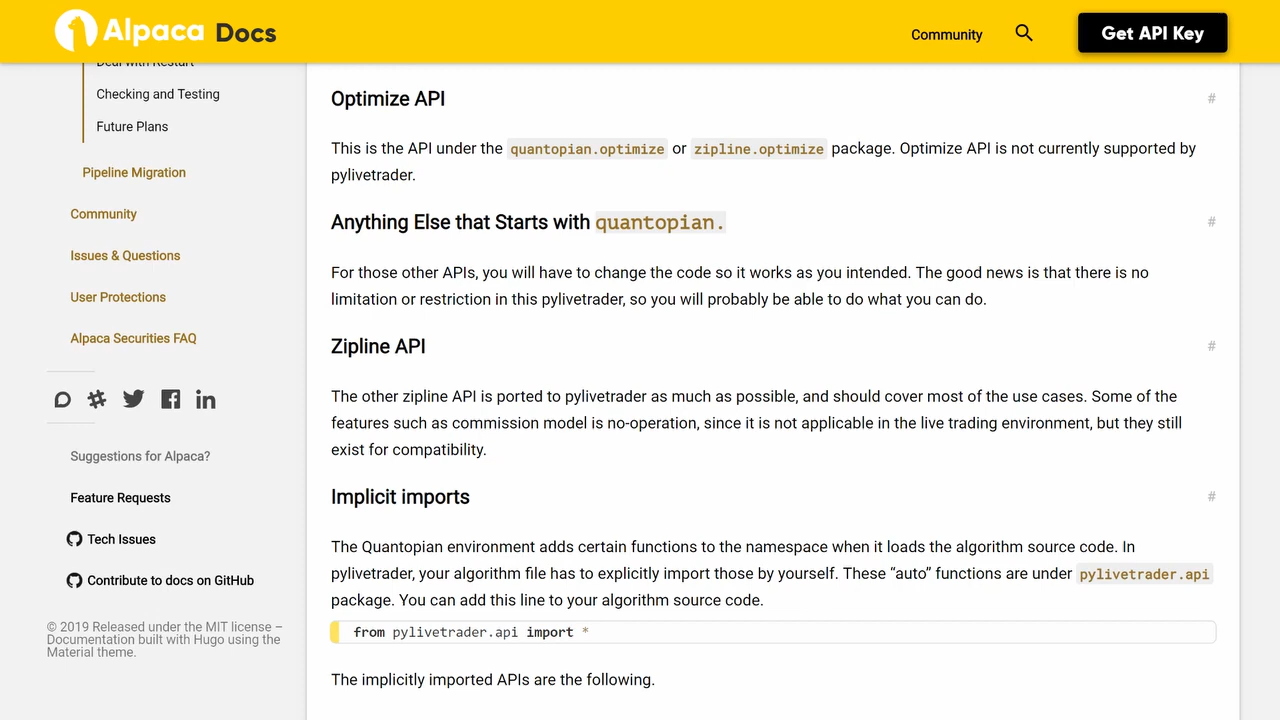 Alpaca Docs
Community
Get API Key
Deal with Restart
Checking and Testing
Future Plans
Pipeline Migration
Community
Issues & Questions
User Protections
Alpaca Securities FAQ
Suggestions for Alpaca?
Feature Requests
Tech Issues
Contribute to docs on GitHub
© 2019 Released under the MIT license –
Documentation built with Hugo using the
Material theme.
Optimize API #
This is the API under the quantopian.optimize or zipline.optimize package. Optimize API is not currently supported by
pylivetrader.
Anything Else that Starts with quantopian. #
For those other APIs, you will have to change the code so it works as you intended. The good news is that there is no
limitation or restriction in this pylivetrader, so you will probably be able to do what you can do.
Zipline API #
The other zipline API is ported to pylivetrader as much as possible, and should cover most of the use cases. Some of the
features such as commission model is no-operation, since it is not applicable in the live trading environment, but they still
exist for compatibility.
Implicit imports #
The Quantopian environment adds certain functions to the namespace when it loads the algorithm source code. In
pylivetrader, your algorithm file has to explicitly import those by yourself. These “auto” functions are under pylivetrader.api
package. You can add this line to your algorithm source code.
from pylivetrader.api import *
The implicitly imported APIs are the following.